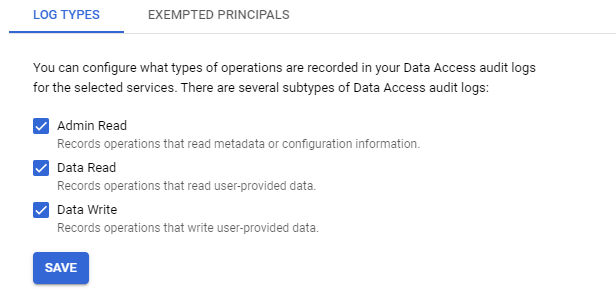 LOG TYPES EXEMPTED PRINCIPALS
You can configure what types of operations are recorded in your Data Access audit logs
for the selected services. There are several subtypes of Data Access audit logs:
Admin Read
Records operations that read metadata or configuration information.
Data Read
Records operations that read user-provided data.
Data Write
Records operations that write user-provided data.
SAVE